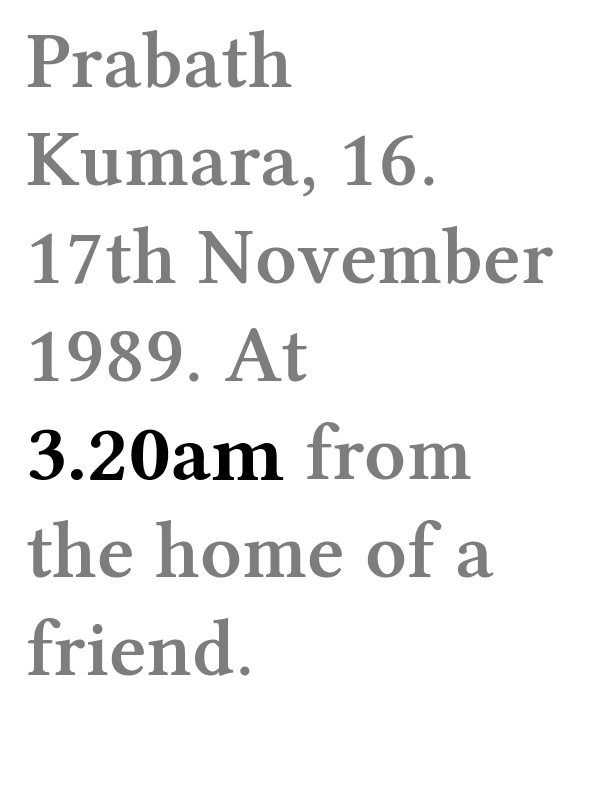 Prabath
Kumara, 16.
17th November
1989. At
3.20am from
the home of a
friend.